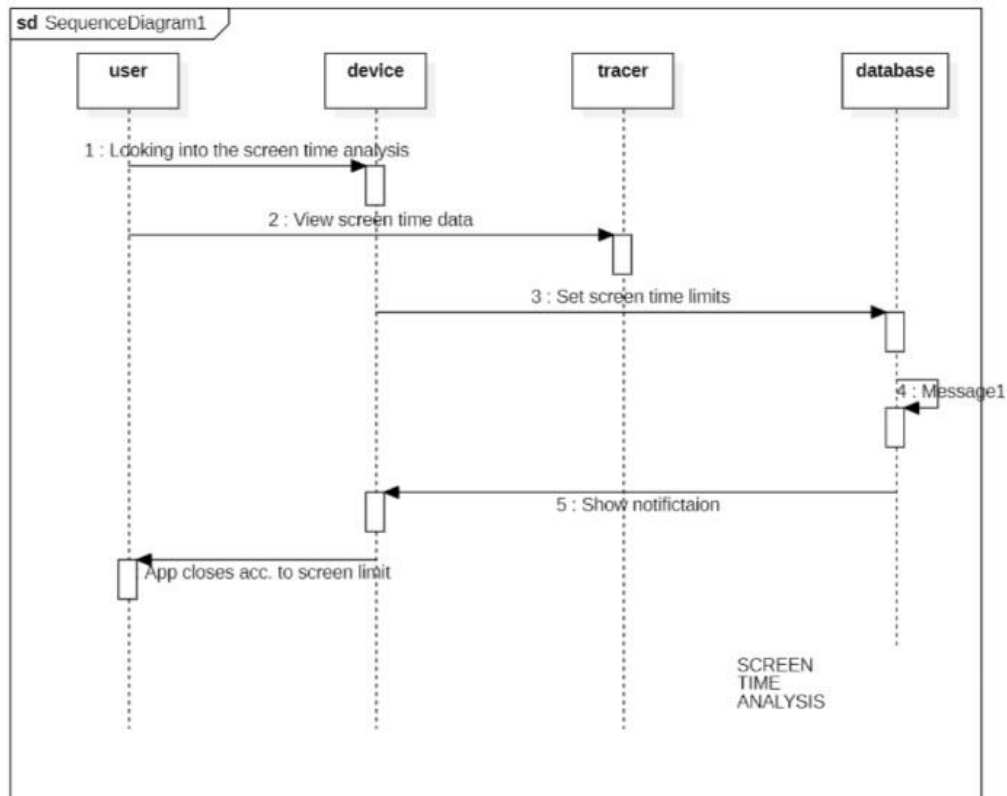 sd SequenceDiagram1
user
device
tracer
database
1 : Looking into the screen time analysis
2 : View screen time data
3 : Set screen time limits
4 : Message1
5 : Show notifictaion
: App closes acc. to screen limit
SCREEN
TIME
ANALYSIS